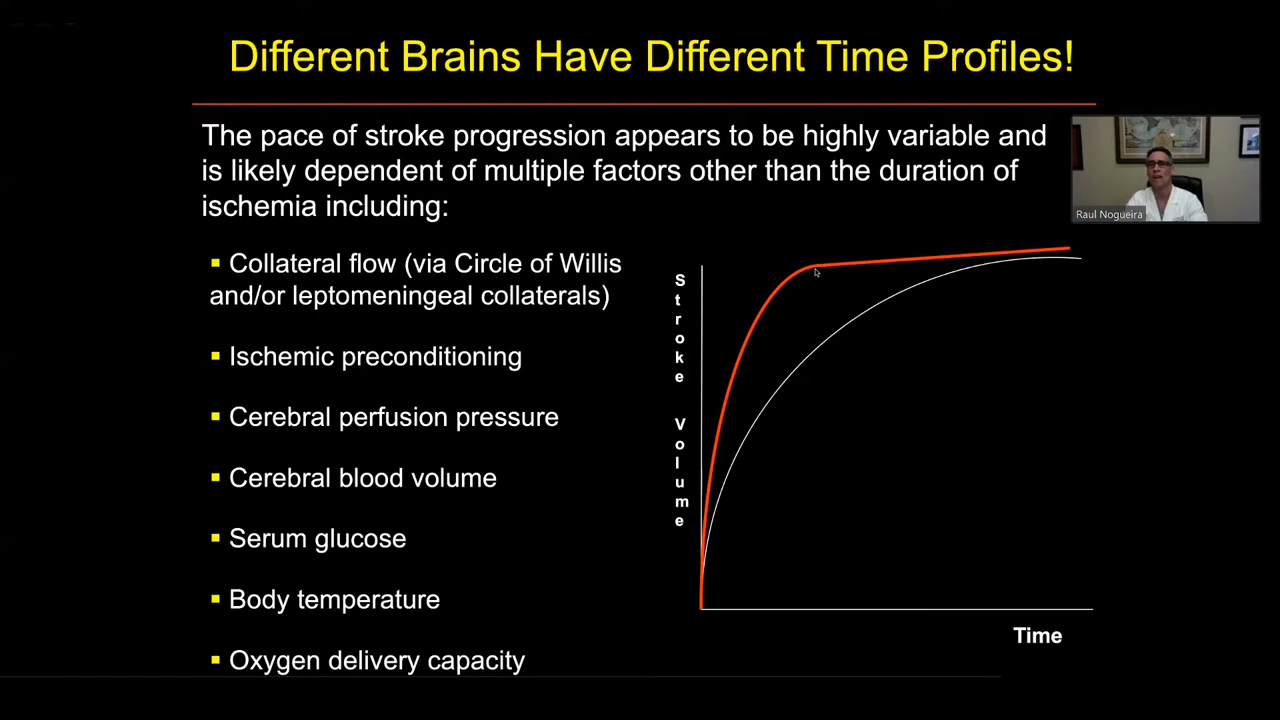 Different Brains Have Different Time Profiles!
The pace of stroke progression appears to be highly variable and
is likely dependent of multiple factors other than the duration of
ischemia including:
Raul Nogueira
▪ Collateral flow (via Circle of Willis
and/or leptomeningeal collaterals)
▪ Ischemic preconditioning
▪ Cerebral perfusion pressure
▪ Cerebral blood volume
▪ Serum glucose
▪ Body temperature
▪ Oxygen delivery capacity
Stroke Volume
Time